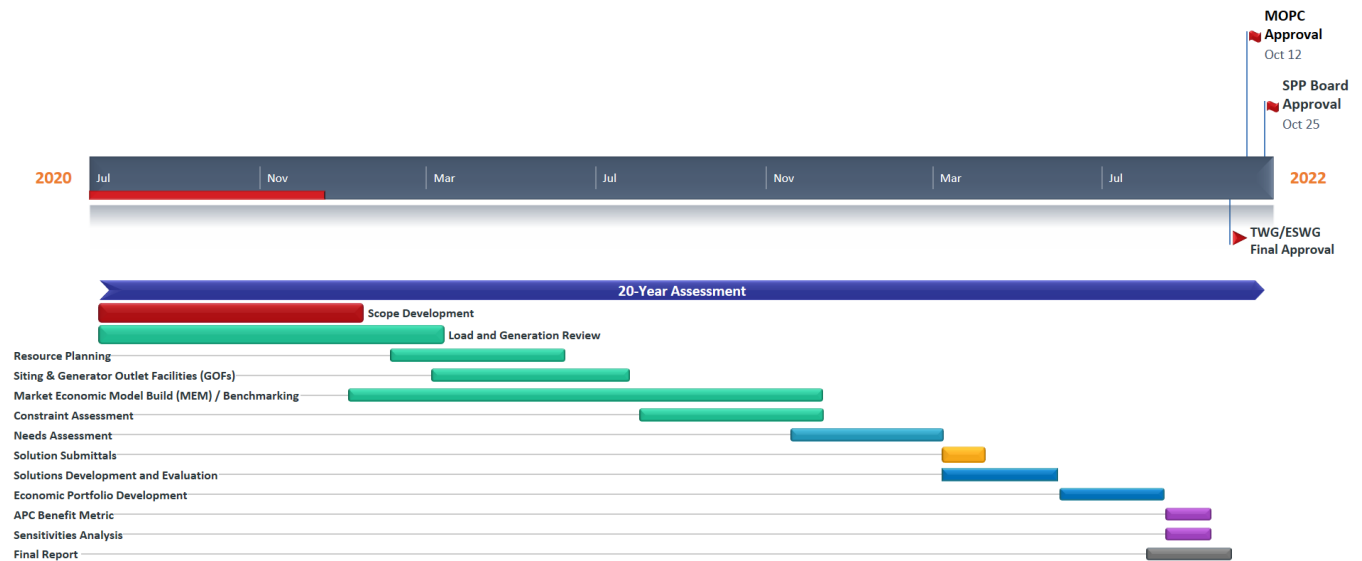 MOPC
Approval
Oct 12
SPP Board
Approval
Oct 25
2020
Jul
Nov
Mar
Jul
Nov
Mar
Jul
2022
TWG/ESWG
Final Approval
20-Year Assessment
Scope Development
Load and Generation Review
Resource Planning
Siting & Generator Outlet Facilities (GOFs)
Market Economic Model Build (MEM) / Benchmarking
Constraint Assessment
Needs Assessment
Solution Submittals
Solutions Development and Evaluation
Economic Portfolio Development
APC Benefit Metric
Sensitivities Analysis
Final Report